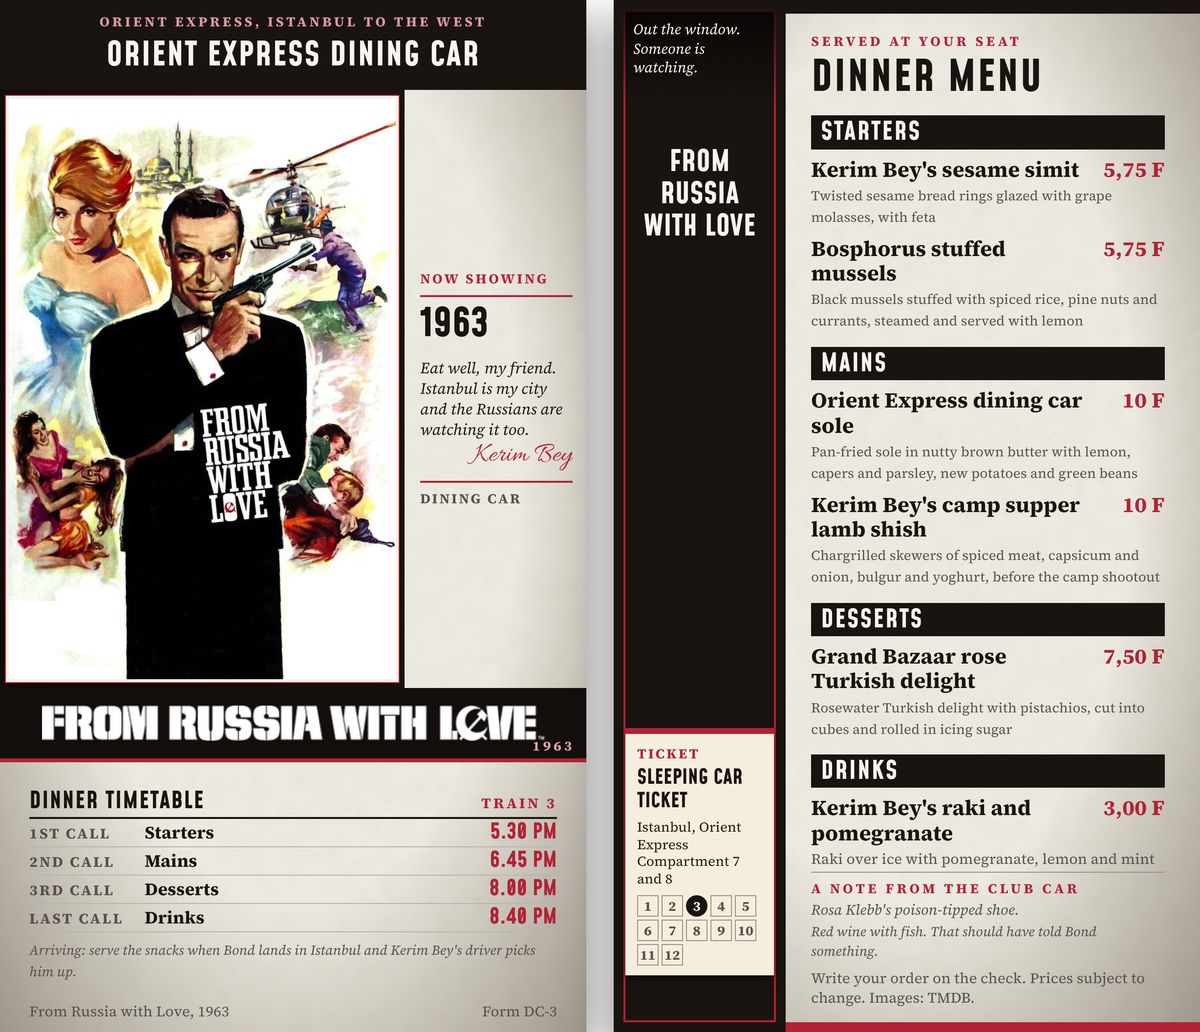 ORIENT EXPRESS, ISTANBUL TO THE WEST
ORIENT EXPRESS DINING CAR
FROM
RUSSIA
WITH
LOVE
NOW SHOWING
1963
Eat well, my friend.
Istanbul is my city
and the Russians are
watching it too.
Kerim Bey
DINING CAR
FROM RUSSIA WITH LOVE™
1963
DINNER TIMETABLE
TRAIN 3
1ST CALL Starters 5.30 PM
2ND CALL Mains 6.45 PM
3RD CALL Desserts 8.00 PM
LAST CALL Drinks 8.40 PM
Arriving: serve the snacks when Bond lands in Istanbul and Kerim Bey's driver picks
him up.
From Russia with Love, 1963
Form DC-3
Out the window.
Someone is
watching.
FROM
RUSSIA
WITH LOVE
TICKET
SLEEPING CAR
TICKET
Istanbul, Orient
Express
Compartment 7
and 8
1 2 3 4 5
6 7 8 9 10
11 12
SERVED AT YOUR SEAT
DINNER MENU
STARTERS
Kerim Bey's sesame simit 5,75 F
Twisted sesame bread rings glazed with grape
molasses, with feta
Bosphorus stuffed 5,75 F
mussels
Black mussels stuffed with spiced rice, pine nuts and
currants, steamed and served with lemon
MAINS
Orient Express dining car 10 F
sole
Pan-fried sole in nutty brown butter with lemon,
capers and parsley, new potatoes and green beans
Kerim Bey's camp supper 10 F
lamb shish
Chargrilled skewers of spiced meat, capsicum and
onion, bulgur and yoghurt, before the camp shootout
DESSERTS
Grand Bazaar rose 7,50 F
Turkish delight
Rosewater Turkish delight with pistachios, cut into
cubes and rolled in icing sugar
DRINKS
Kerim Bey's raki and 3,00 F
pomegranate
Raki over ice with pomegranate, lemon and mint
A NOTE FROM THE CLUB CAR
Rosa Klebb's poison-tipped shoe.
Red wine with fish. That should have told Bond
something.
Write your order on the check. Prices subject to
change. Images: TMDB.